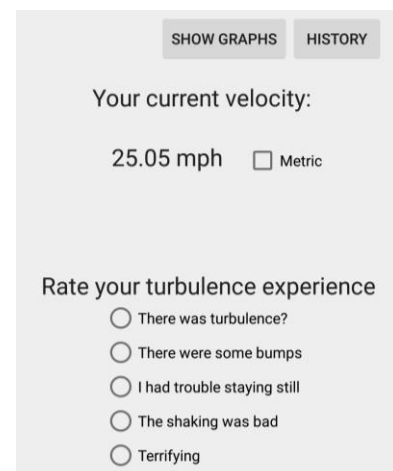 SHOW GRAPHS HISTORY
Your current velocity:
25.05 mph Metric
Rate your turbulence experience
There was turbulence?
There were some bumps
I had trouble staying still
The shaking was bad
Terrifying